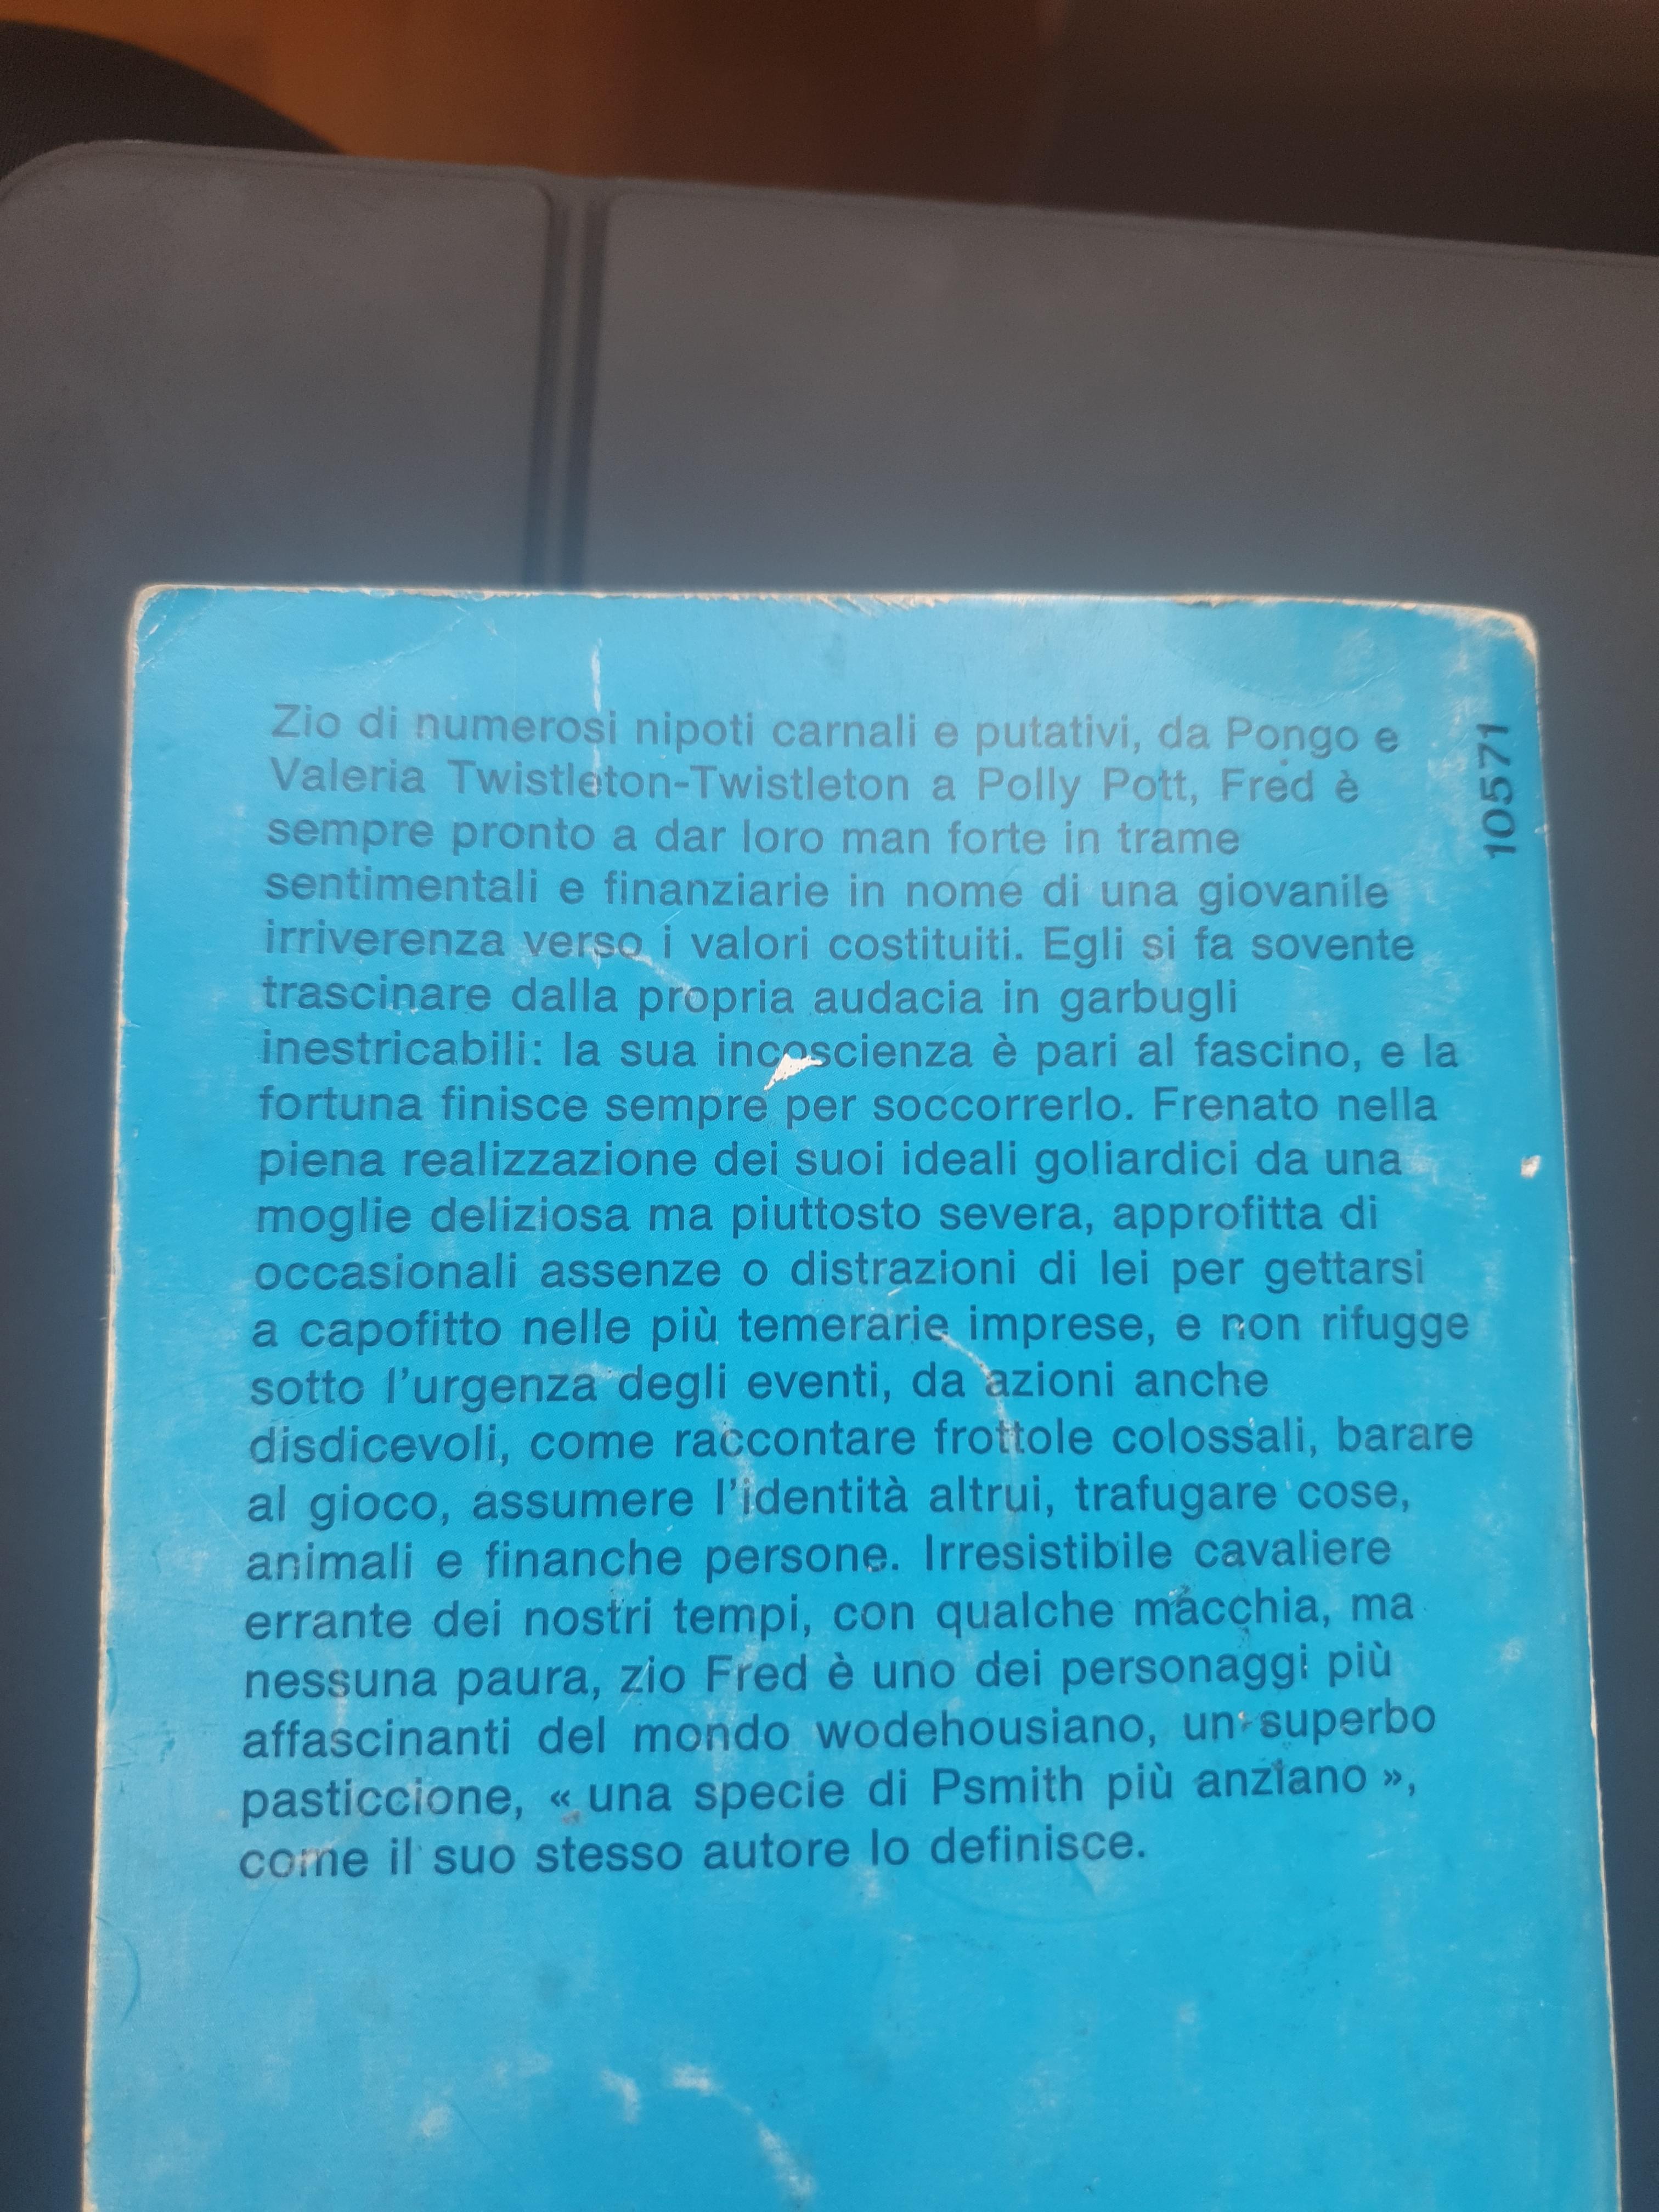 Zio di numerosi nipoti carnali e putativi, da Pongo e
Valeria Twistleton-Twistleton a Polly Pott, Fred è
sempre pronto a dar loro man forte in trame
sentimentali e finanziarie in nome di una giovanile
irriverenza verso i valori costituiti. Egli si fa sovente
trascinare dalla propria audacia in garbugli
inestricabili: la sua incoscienza è pari al fascino, e la
fortuna finisce sempre per soccorrerlo. Frenato nella
piena realizzazione dei suoi ideali goliardici da una
moglie deliziosa ma piuttosto severa, approfitta di
occasionali assenze o distrazioni di lei per gettarsi
a capofitto nelle più temerarie imprese, e non rifugge
sotto l'urgenza degli eventi, da azioni anche
disdicevoli, come raccontare frottole colossali, barare
al gioco, assumere l'identità altrui, trafugare cose,
animali e finanche persone. Irresistibile cavaliere
errante dei nostri tempi, con qualche macchia, ma
nessuna paura, zio Fred è uno dei personaggi più
affascinanti del mondo wodehousiano, un superbo
pasticcione, « una specie di Psmith più anziano »,
come il suo stesso autore lo definisce.
10571